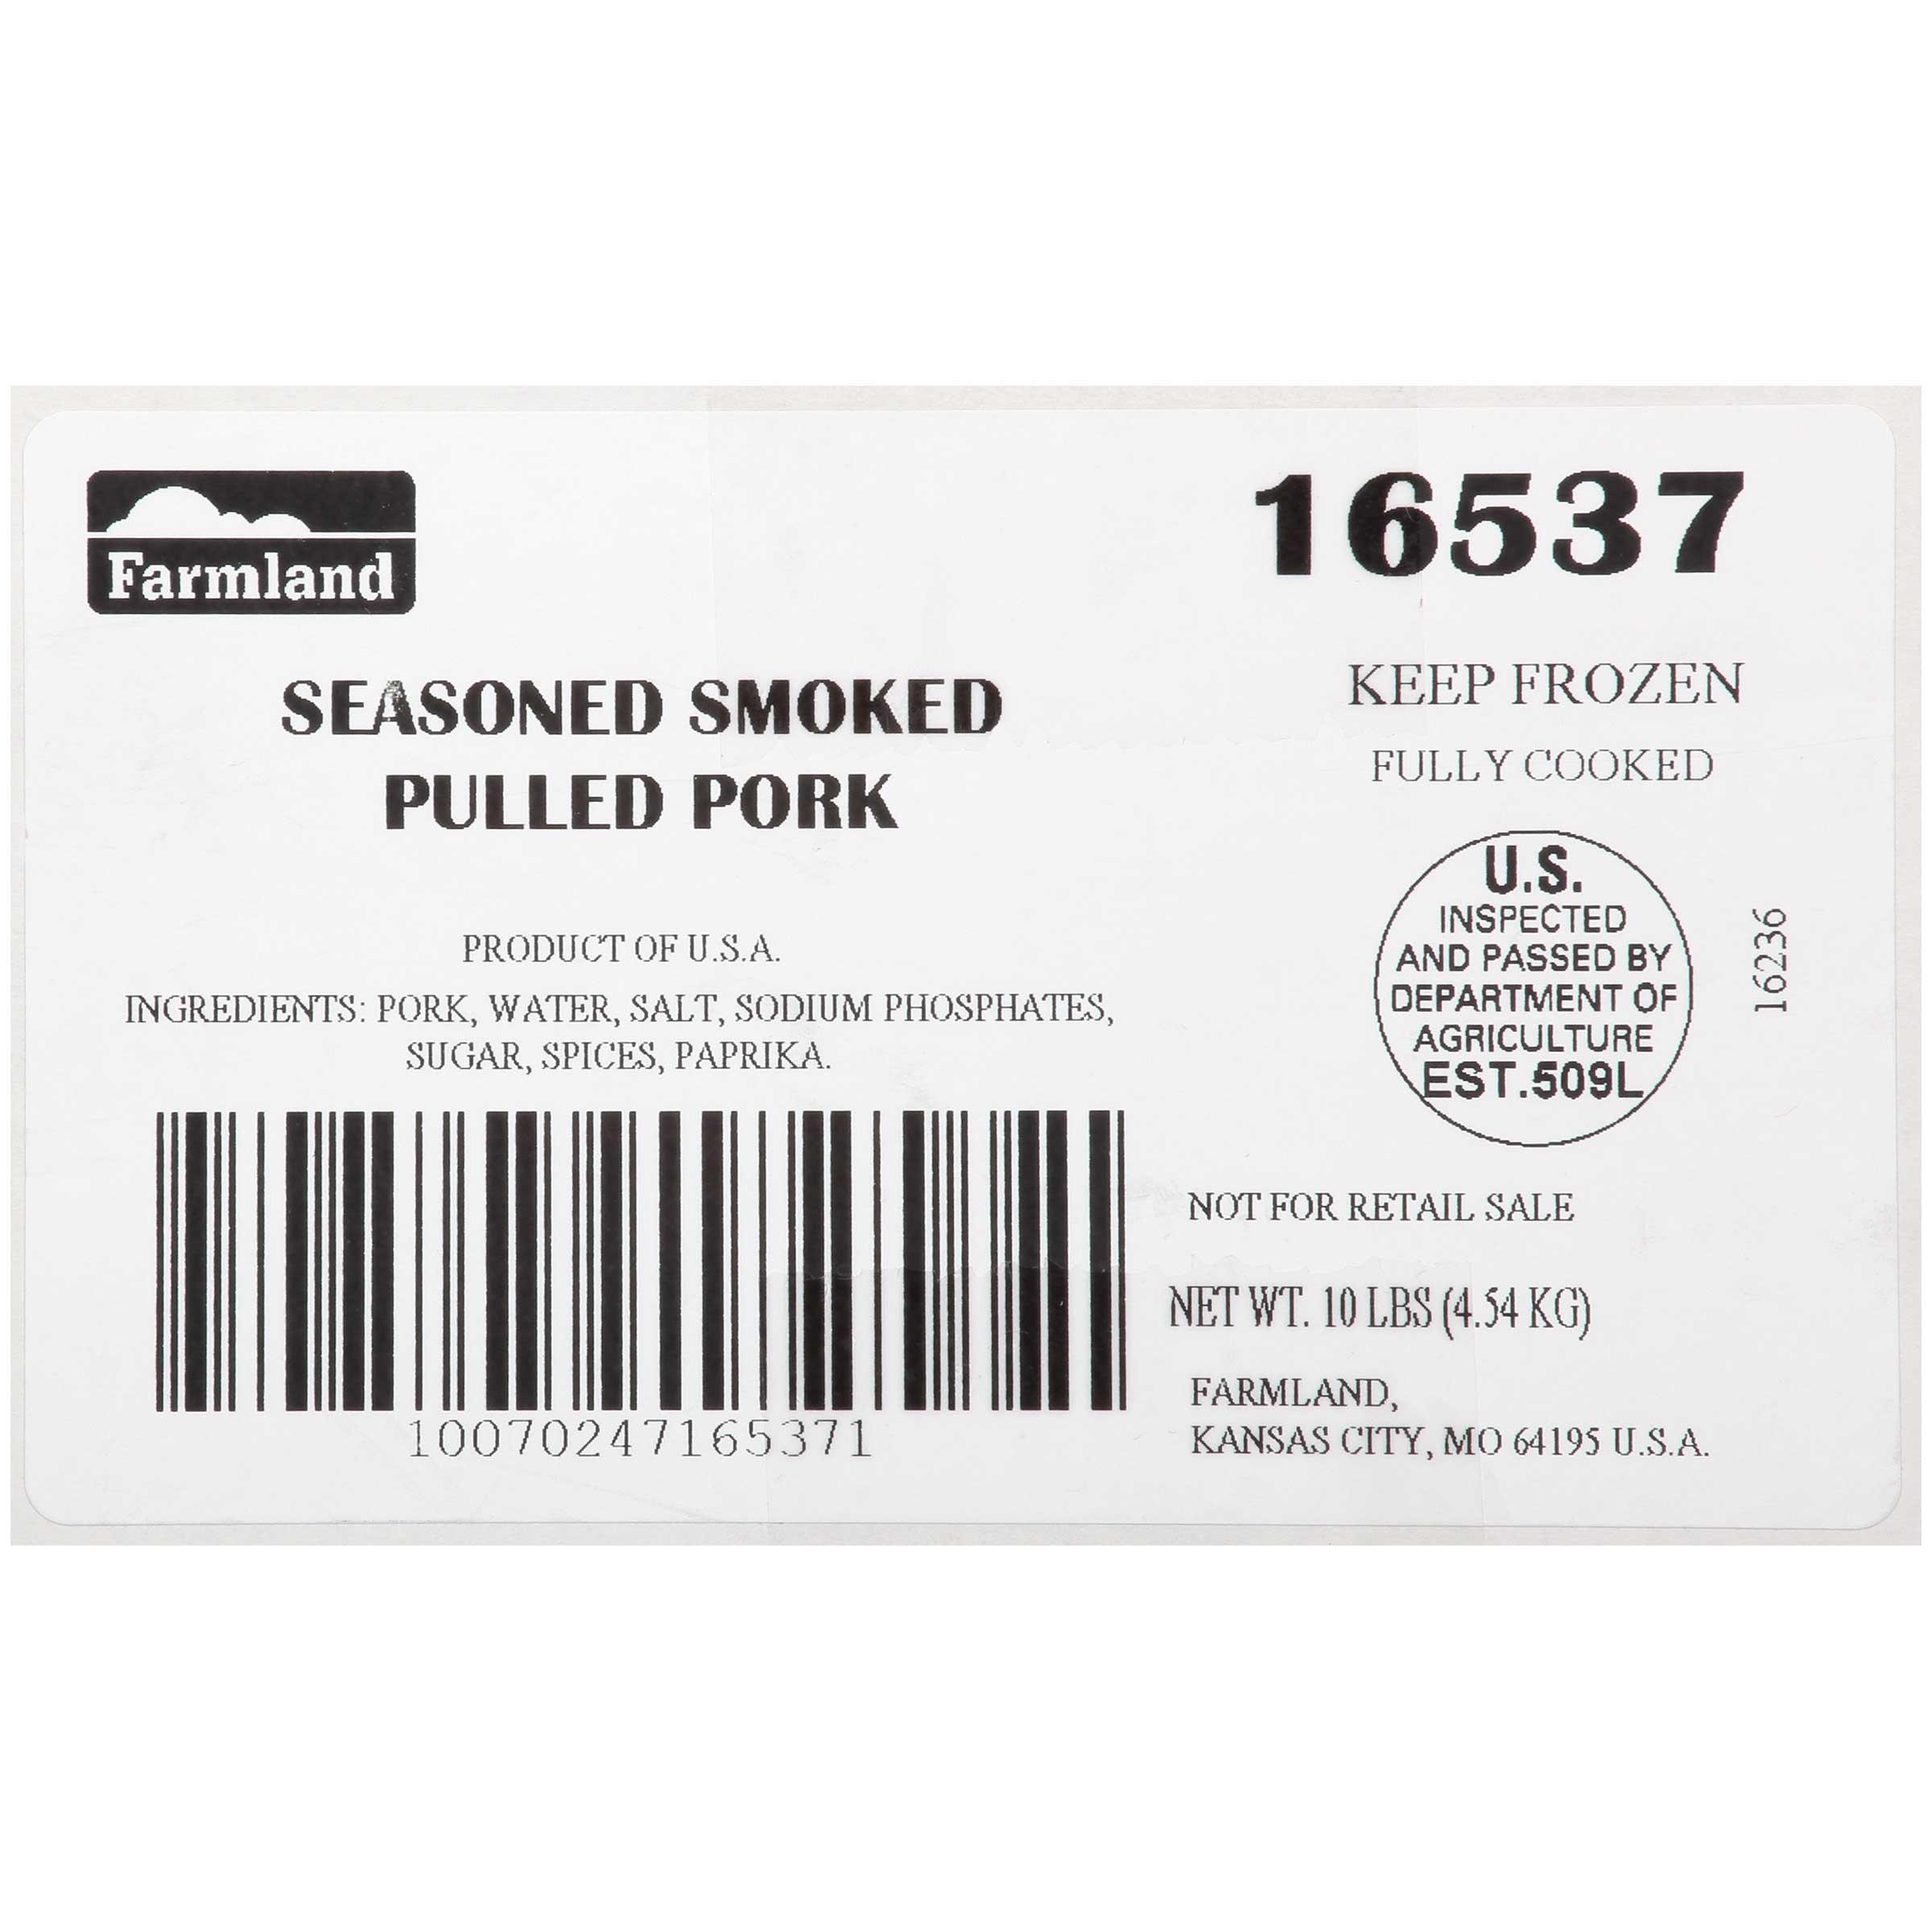 Farmland
16537
SEASONED SMOKED
PULLED PORK
KEEP FROZEN
FULLY COOKED
U.S.
INSPECTED
AND PASSED BY
DEPARTMENT OF
AGRICULTURE
EST.509L
16236
PRODUCT OF U.S.A.
INGREDIENTS: PORK, WATER, SALT, SODIUM PHOSPHATES,
SUGAR, SPICES, PAPRIKA.
10070247165371
NOT FOR RETAIL SALE
NET WT. 10 LBS (4.54 KG)
FARMLAND,
KANSAS CITY, MO 64195 U.S.A.